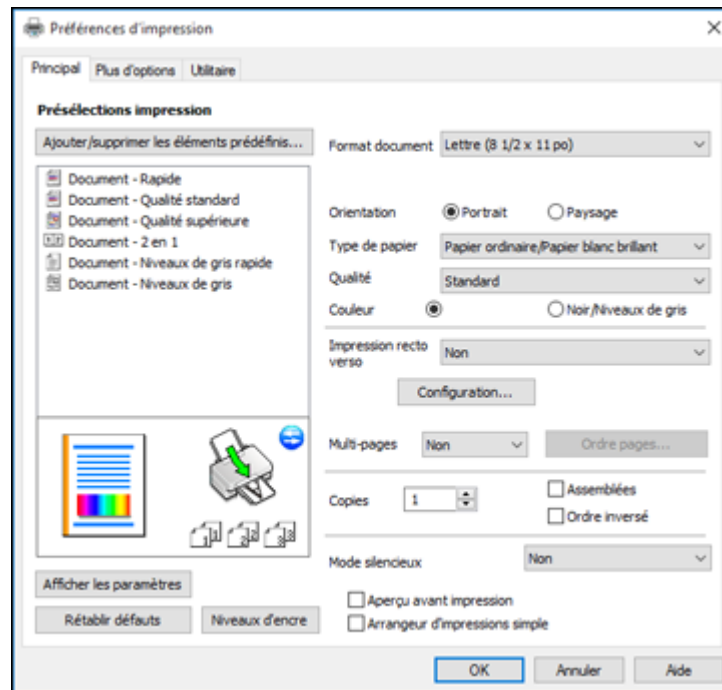 Préférences d'impression
Principal Plus d'options Utilitaire
Présélections impression
Ajouter/supprimer les éléments prédéfinis...
Document - Rapide
Document - Qualité standard
Document - Qualité supérieure
Document - 2 en 1
Document - Niveaux de gris rapide
Document - Niveaux de gris
Afficher les paramètres
Rétablir défauts Niveaux d'encre
Format document Lettre (8 1/2 x 11 po)
Orientation Portrait Paysage
Type de papier Papier ordinaire/Papier blanc brillant
Qualité Standard
Couleur Noir/Niveaux de gris
Impression recto
verso Non
Configuration...
Multi-pages Non Ordre pages...
Copies 1 Assemblées
Ordre inversé
Mode silencieux Non
Aperçu avant impression
Arrangeur d'impressions simple
OK Annuler Aide